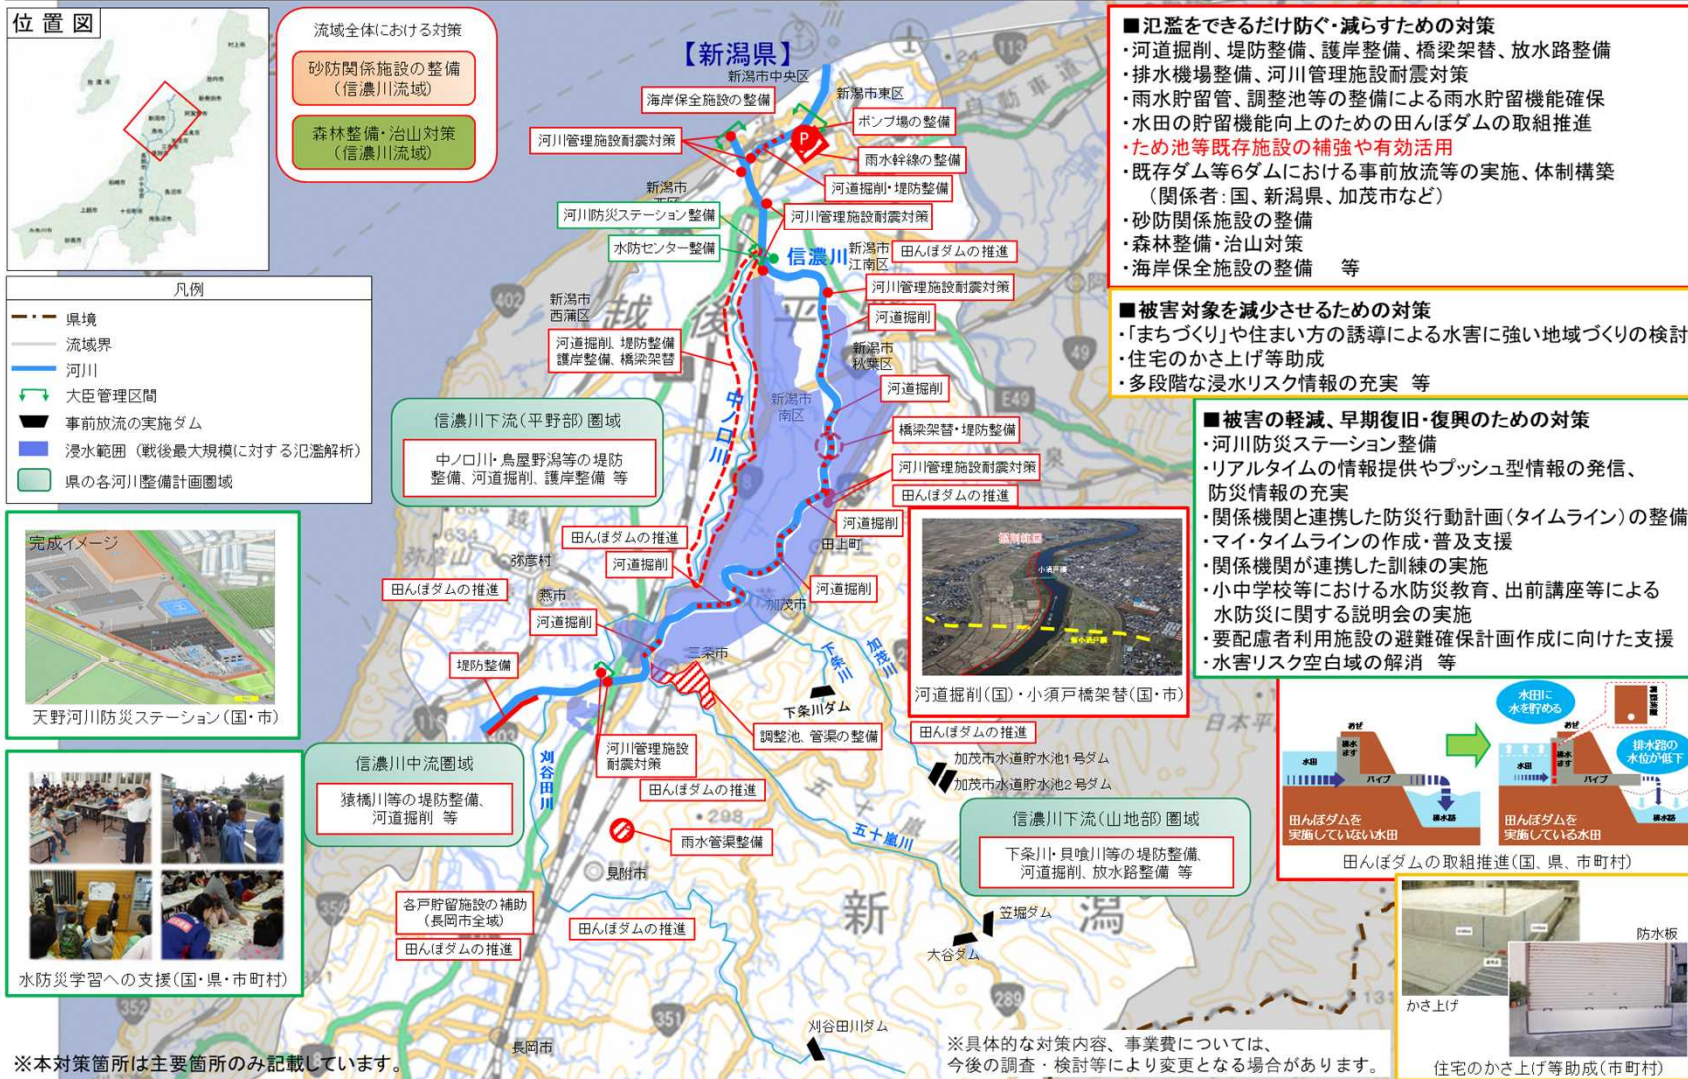 位置図
流域全体における対策
砂防関係施設の整備
(信濃川流域)
森林整備・治山対策
(信濃川流域)
凡例
県境
流域界
河川
大臣管理区間
事前放流の実施ダム
浸水範囲（戦後最大規模に対する氾濫解析）
県の各河川整備計画圏域
【新潟県】
新潟市中央区
新潟市東区
海岸保全施設の整備
ポンプ場の整備
河川管理施設耐震対策
雨水幹線の整備
河道掘削・堤防整備
新潟市
西区
河川防災ステーション整備
河川管理施設耐震対策
水防センター整備
信濃川
新潟市
江南区
田んぼダムの推進
河川管理施設耐震対策
402
新潟市
西蒲区
越後平野
河道掘削
河道掘削、堤防整備
護岸整備、橋梁架替
新潟市
秋葉区
49
113
河道掘削
E49
新潟市
南区
中ノ口川
信濃川下流(平野部)圏域
中ノ口川・鳥屋野潟等の堤防
整備、河道掘削、護岸整備 等
橋梁架替・堤防整備
河川管理施設耐震対策
田んぼダムの推進
河道掘削
田上町
田んぼダムの推進
河道掘削
河道掘削
634
弥彦山
弥彦村
田んぼダムの推進
燕市
加茂市
河道掘削
三条市
下条川
加茂川
堤防整備
下条川ダム
調整池、管渠の整備
田んぼダムの推進
加茂市水道貯水池1号ダム
加茂市水道貯水池2号ダム
信濃川中流圏域
猿橋川等の堤防整備、
河道掘削 等
刈谷田川
河川管理施設
耐震対策
田んぼダムの推進
298
五十嵐川
雨水管渠整備
見附市
信濃川下流(山地部)圏域
下条川・貝喰川等の堤防整備、
河道掘削、放水路整備 等
各戸貯留施設の補助
(長岡市全域)
田んぼダムの推進
田んぼダムの推進
新潟
笠堀ダム
大谷ダム
352
351
289
刈谷田川ダム
長岡市
完成イメージ
天野河川防災ステーション(国・市)
水防災学習への支援(国・県・市町村)
※本対策箇所は主要箇所のみ記載しています。
■氾濫をできるだけ防ぐ・減らすための対策
・河道掘削、堤防整備、護岸整備、橋梁架替、放水路整備
・排水機場整備、河川管理施設耐震対策
・雨水貯留管、調整池等の整備による雨水貯留機能確保
・水田の貯留機能向上のための田んぼダムの取組推進
・ため池等既存施設の補強や有効活用
・既存ダム等6ダムにおける事前放流等の実施、体制構築
（関係者：国、新潟県、加茂市など）
・砂防関係施設の整備
・森林整備・治山対策
・海岸保全施設の整備 等
■被害対象を減少させるための対策
・「まちづくり」や住まい方の誘導による水害に強い地域づくりの検討
・住宅のかさ上げ等助成
・多段階な浸水リスク情報の充実 等
■被害の軽減、早期復旧・復興のための対策
・河川防災ステーション整備
・リアルタイムの情報提供やプッシュ型情報の発信、
防災情報の充実
・関係機関と連携した防災行動計画(タイムライン)の整備
・マイ・タイムラインの作成・普及支援
・関係機関が連携した訓練の実施
・小中学校等における水防災教育、出前講座等による
水防災に関する説明会の実施
・要配慮者利用施設の避難確保計画作成に向けた支援
・水害リスク空白域の解消 等
小須戸橋
新小須戸橋
河道掘削(国)・小須戸橋架替(国・市)
水田に
水を貯める
あぜ
排水
ます
水田
パイプ
排水路
田んぼダムを
実施していない水田
あぜ
排水
ます
水田
パイプ
排水路の
水位が低下
排水路
田んぼダムを
実施している水田
田んぼダムの取組推進(国、県、市町村)
防水板
かさ上げ
住宅のかさ上げ等助成(市町村)
※具体的な対策内容、事業費については、
今後の調査・検討等により変更となる場合があります。